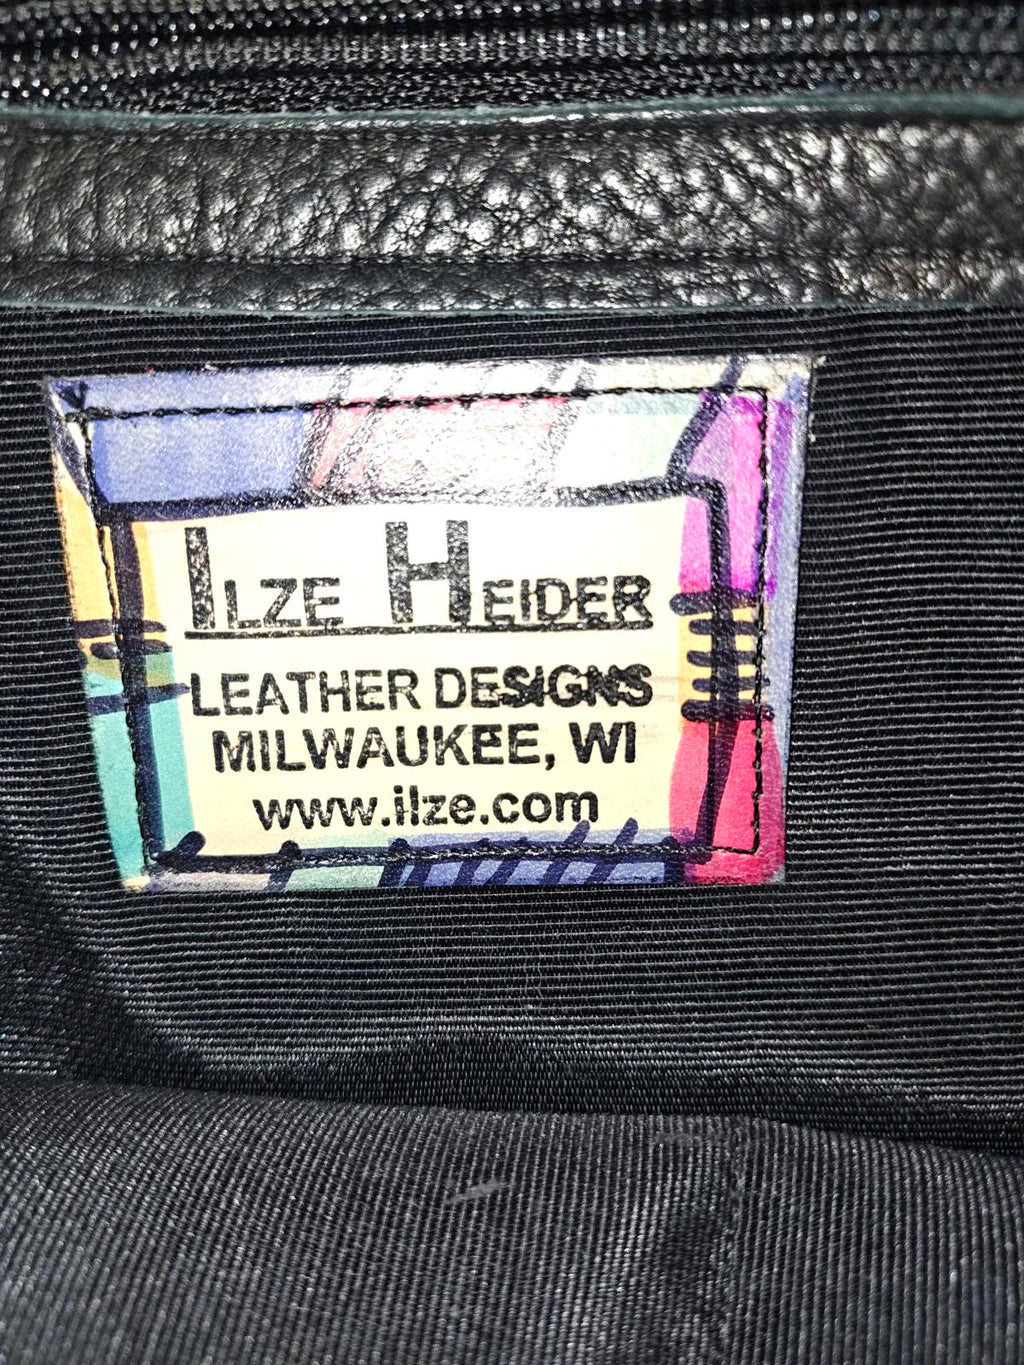 ILZE HEIDER
LEATHER DESIGNS
MILWAUKEE, WI
www.ilze.com